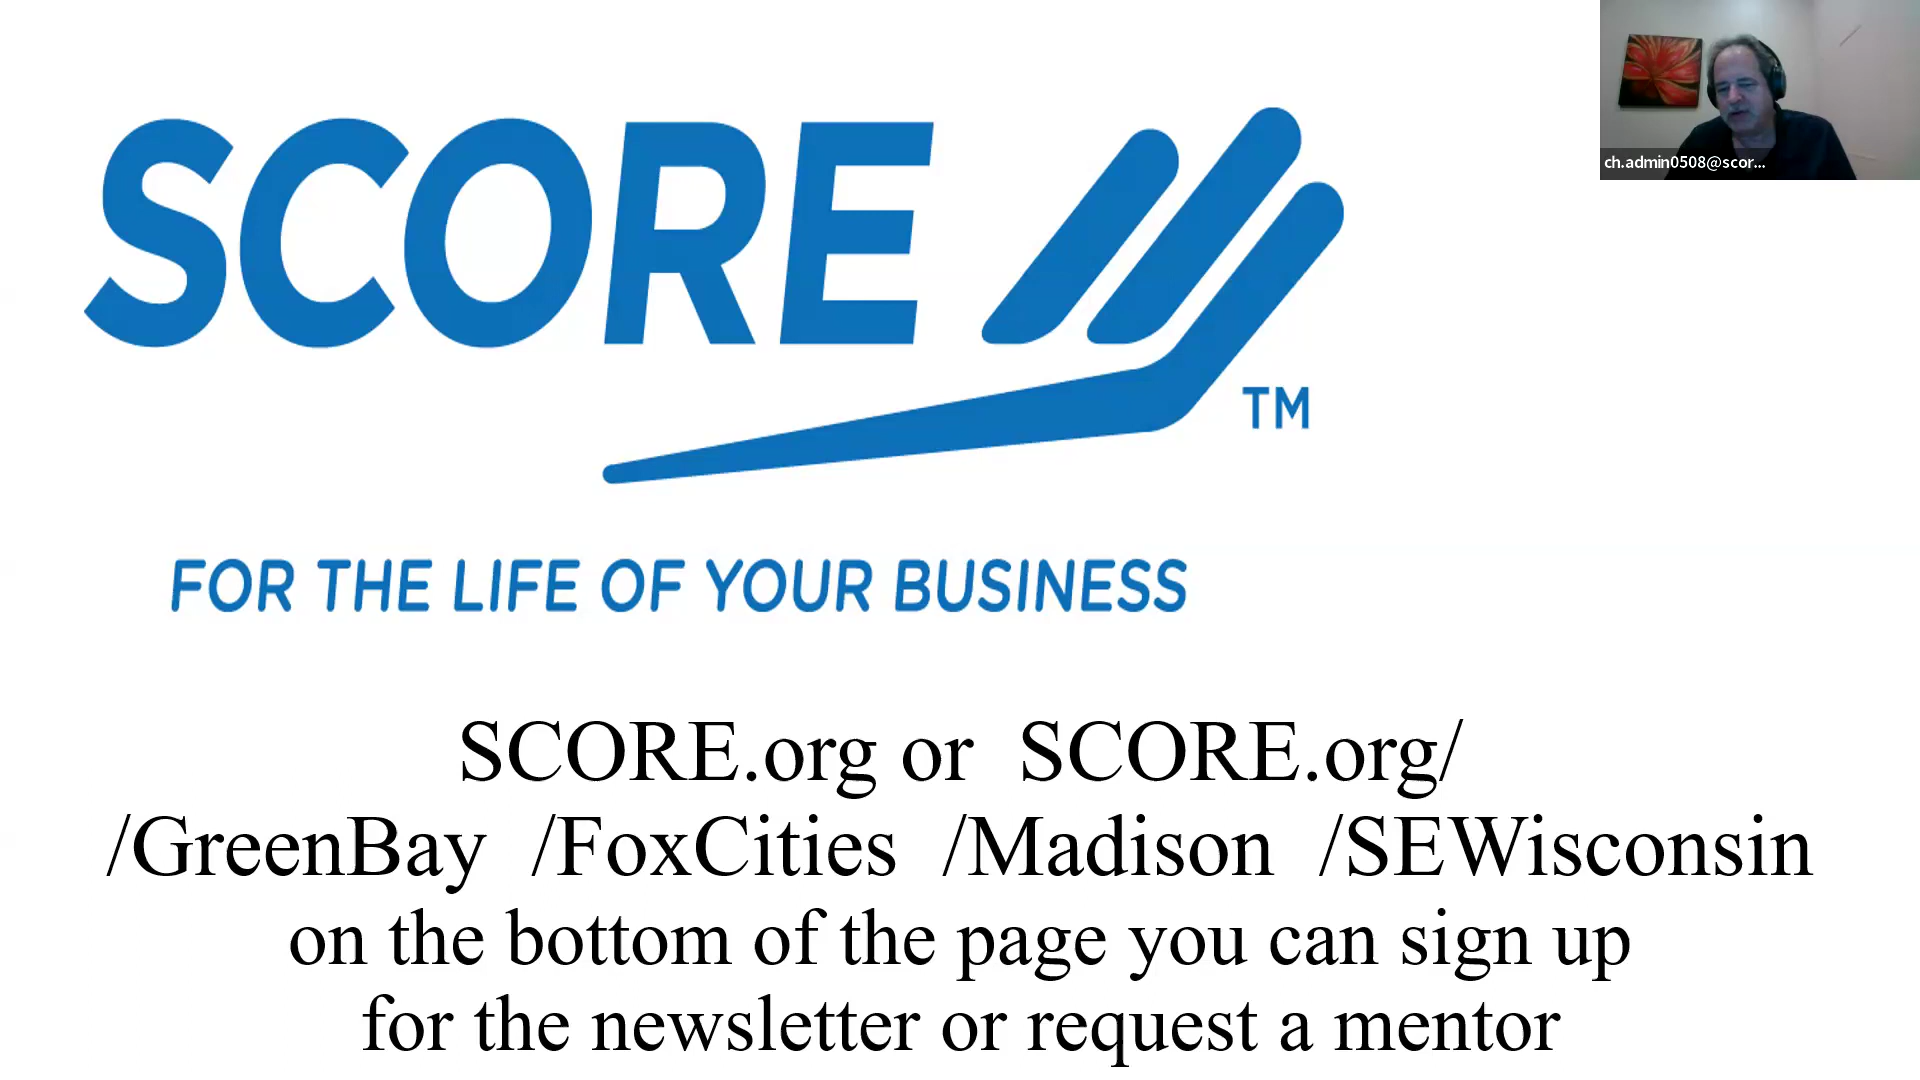 SCORE
TM
FOR THE LIFE OF YOUR BUSINESS
ch.admin0508@scor...
SCORE.org or SCORE.org/
/GreenBay /FoxCities /Madison /SEWisconsin
on the bottom of the page you can sign up
for the newsletter or request a mentor